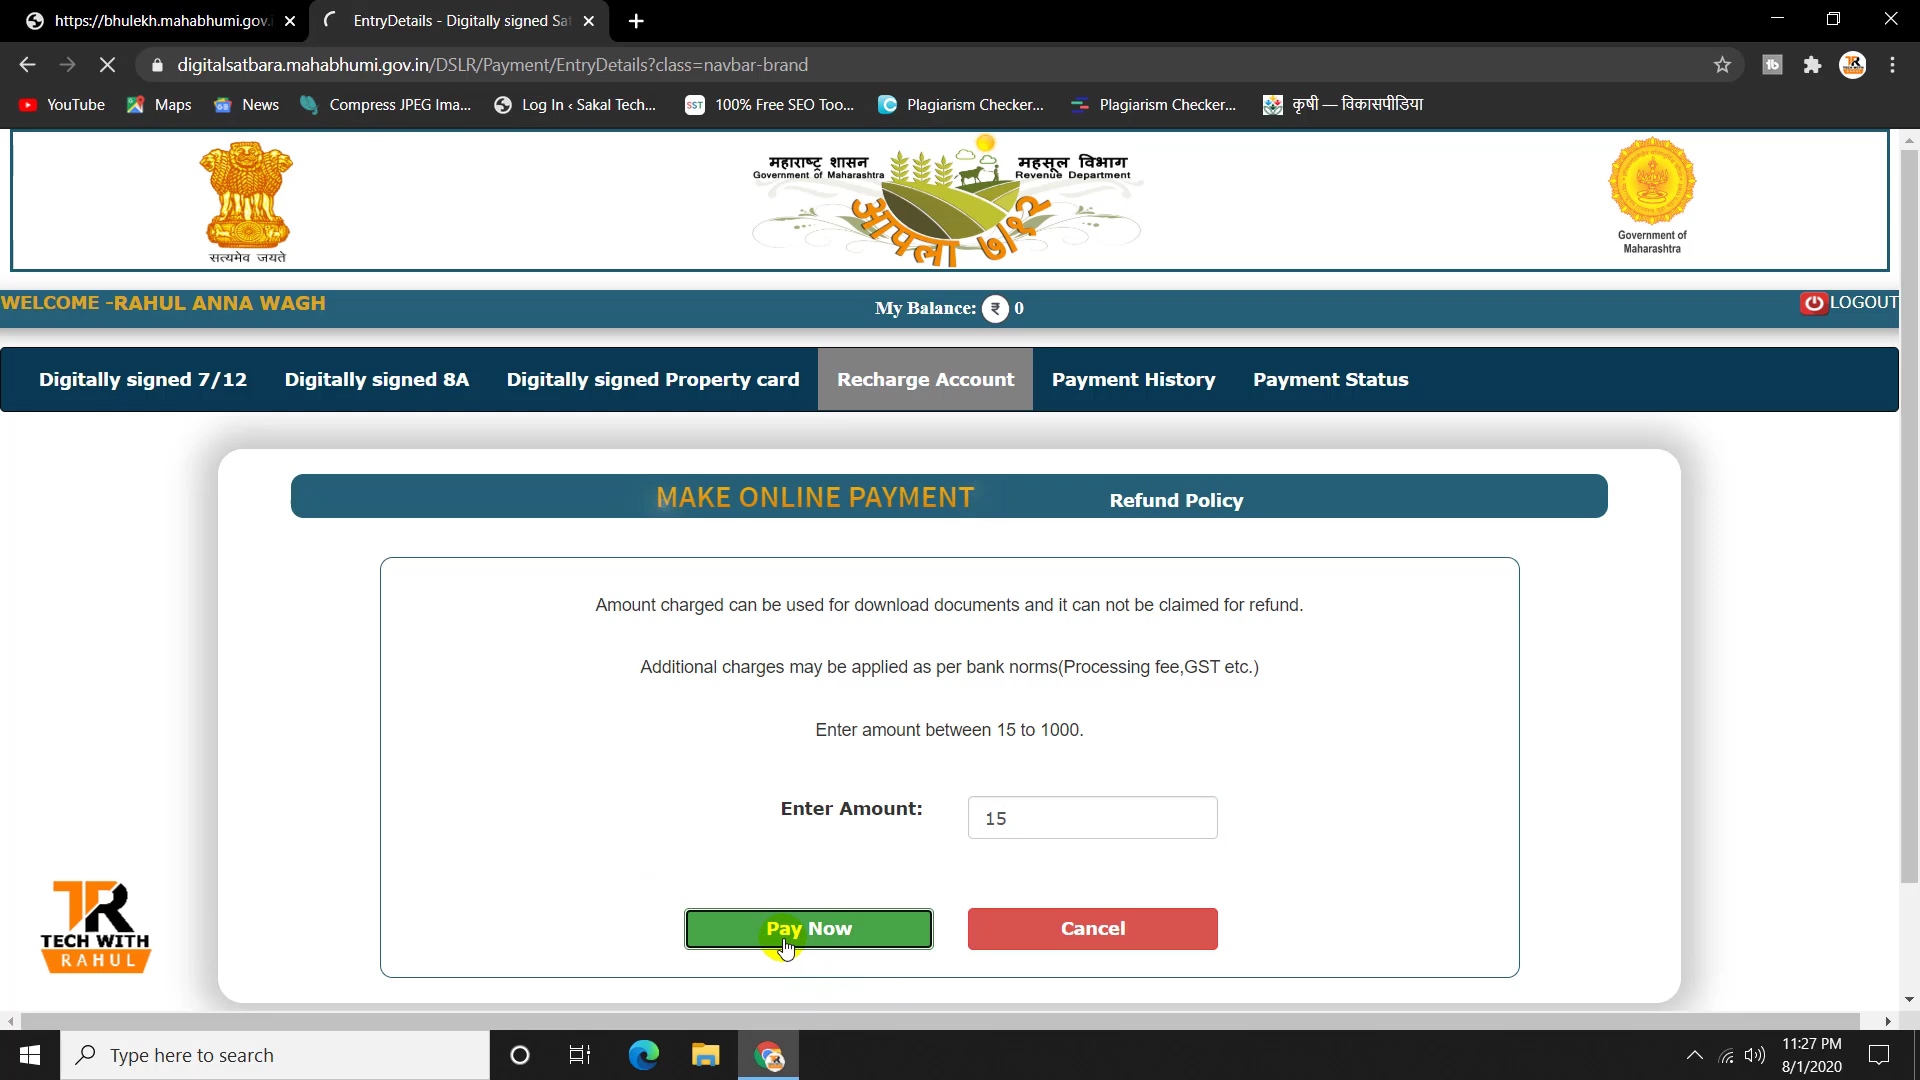 https://bhulekh.mahabhumi.gov.i
EntryDetails - Digitally signed Sat
digitalsatbara.mahabhumi.gov.in/DSLR/Payment/EntryDetails?class=navbar-brand
YouTube
Maps
News
Compress JPEG Ima...
Log In ‹ Sakal Tech...
SST
100% Free SEO Too...
Plagiarism Checker...
Plagiarism Checker...
कृषी — विकासपीडिया
सत्यमेव जयते
महाराष्ट्र शासन
Government of Maharashtra
महसूल विभाग
Revenue Department
आपला ७/१२
Government of
Maharashtra
WELCOME -RAHUL ANNA WAGH
My Balance: ₹ 0
LOGOUT
Digitally signed 7/12
Digitally signed 8A
Digitally signed Property card
Recharge Account
Payment History
Payment Status
MAKE ONLINE PAYMENT
Refund Policy
Amount charged can be used for download documents and it can not be claimed for refund.
Additional charges may be applied as per bank norms(Processing fee,GST etc.)
Enter amount between 15 to 1000.
Enter Amount:
15
Pay Now
Cancel
TR
TECH WITH
RAHUL
Type here to search
11:27 PM
8/1/2020